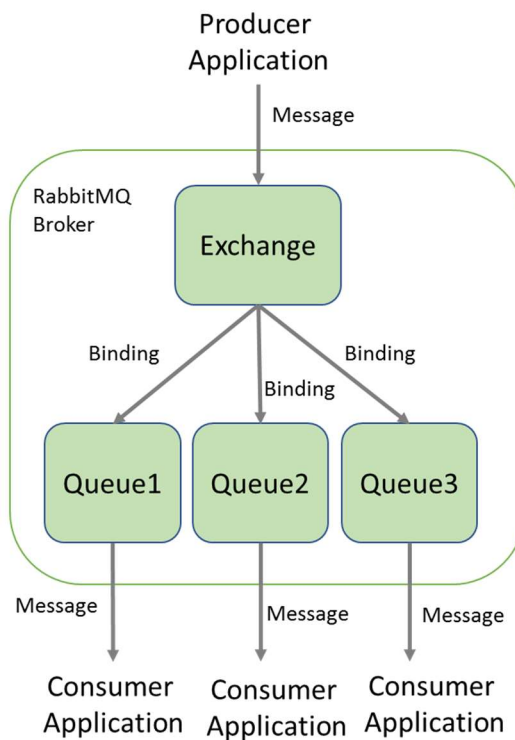 Producer
Application
Message
RabbitMQ
Broker
Exchange
Binding
Binding
Binding
Queue1
Queue2
Queue3
Message
Message
Message
Consumer
Application
Consumer
Application
Consumer
Application